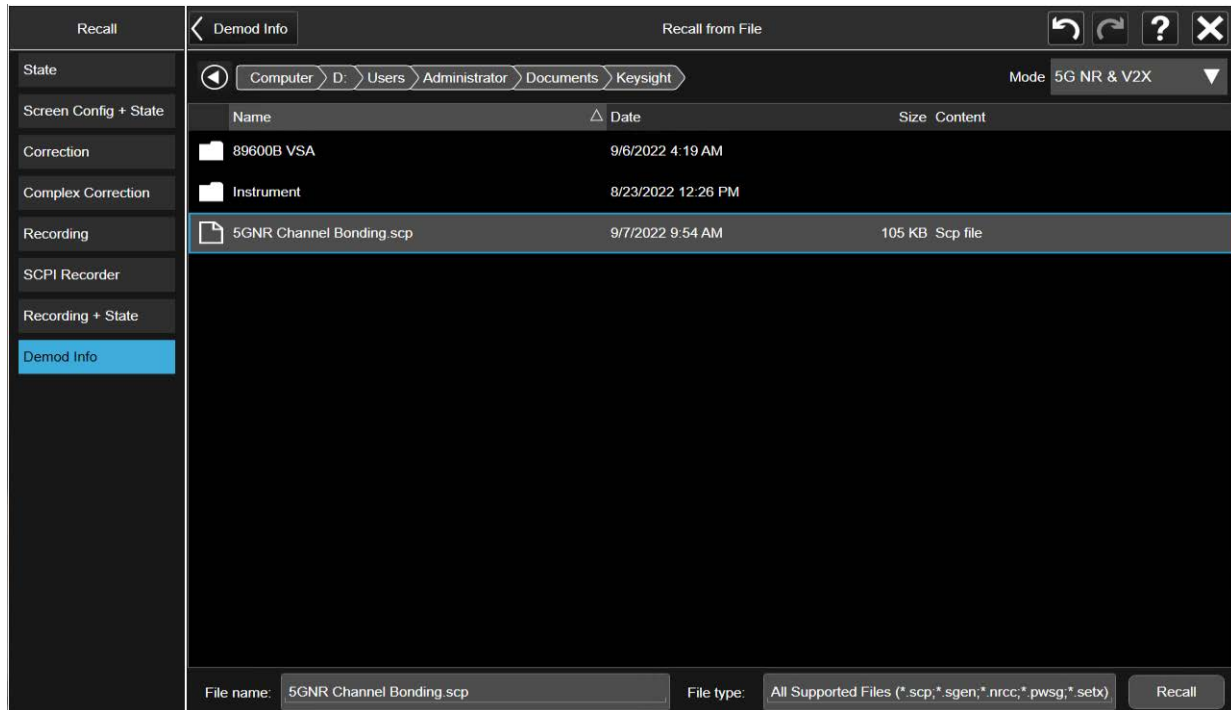 Recall
Demod Info
Recall from File
?
State
Screen Config + State
Correction
Complex Correction
Recording
SCPI Recorder
Recording + State
Demod Info
Computer D: Users Administrator Documents Keysight
Mode 5G NR & V2X
Name Date Size Content
89600B VSA 9/6/2022 4:19 AM
Instrument 8/23/2022 12:26 PM
5GNR Channel Bonding.scp 9/7/2022 9:54 AM 105 KB Scp file
File name: 5GNR Channel Bonding.scp File type: All Supported Files (*.scp;*.sgen;*.nrcc;*.pwsg;*.setx) Recall